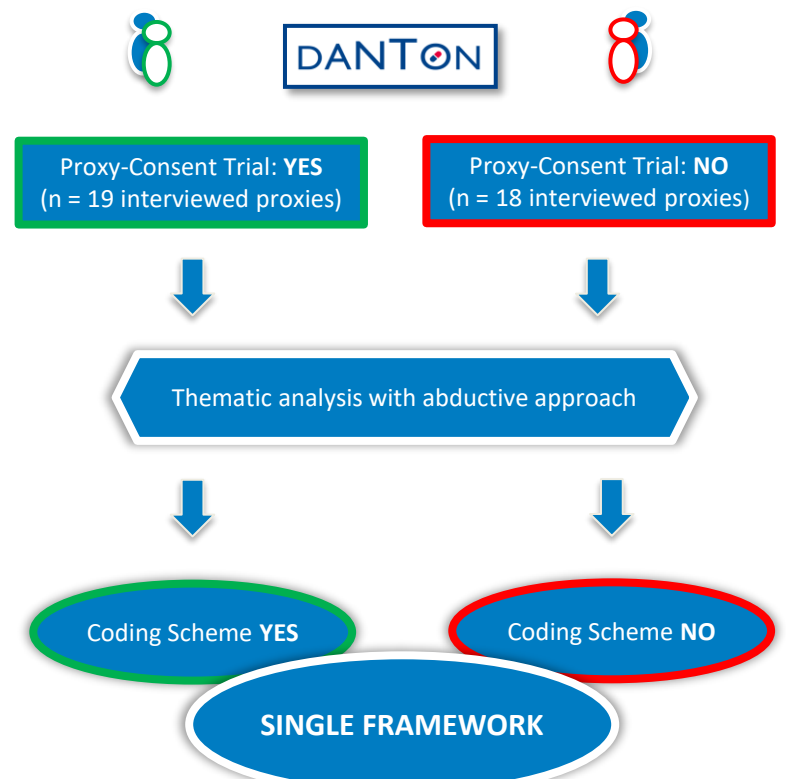 DANTON
Proxy-Consent Trial: YES
(n = 19 interviewed proxies)
Proxy-Consent Trial: NO
(n = 18 interviewed proxies)
Thematic analysis with abductive approach
Coding Scheme YES
Coding Scheme NO
SINGLE FRAMEWORK